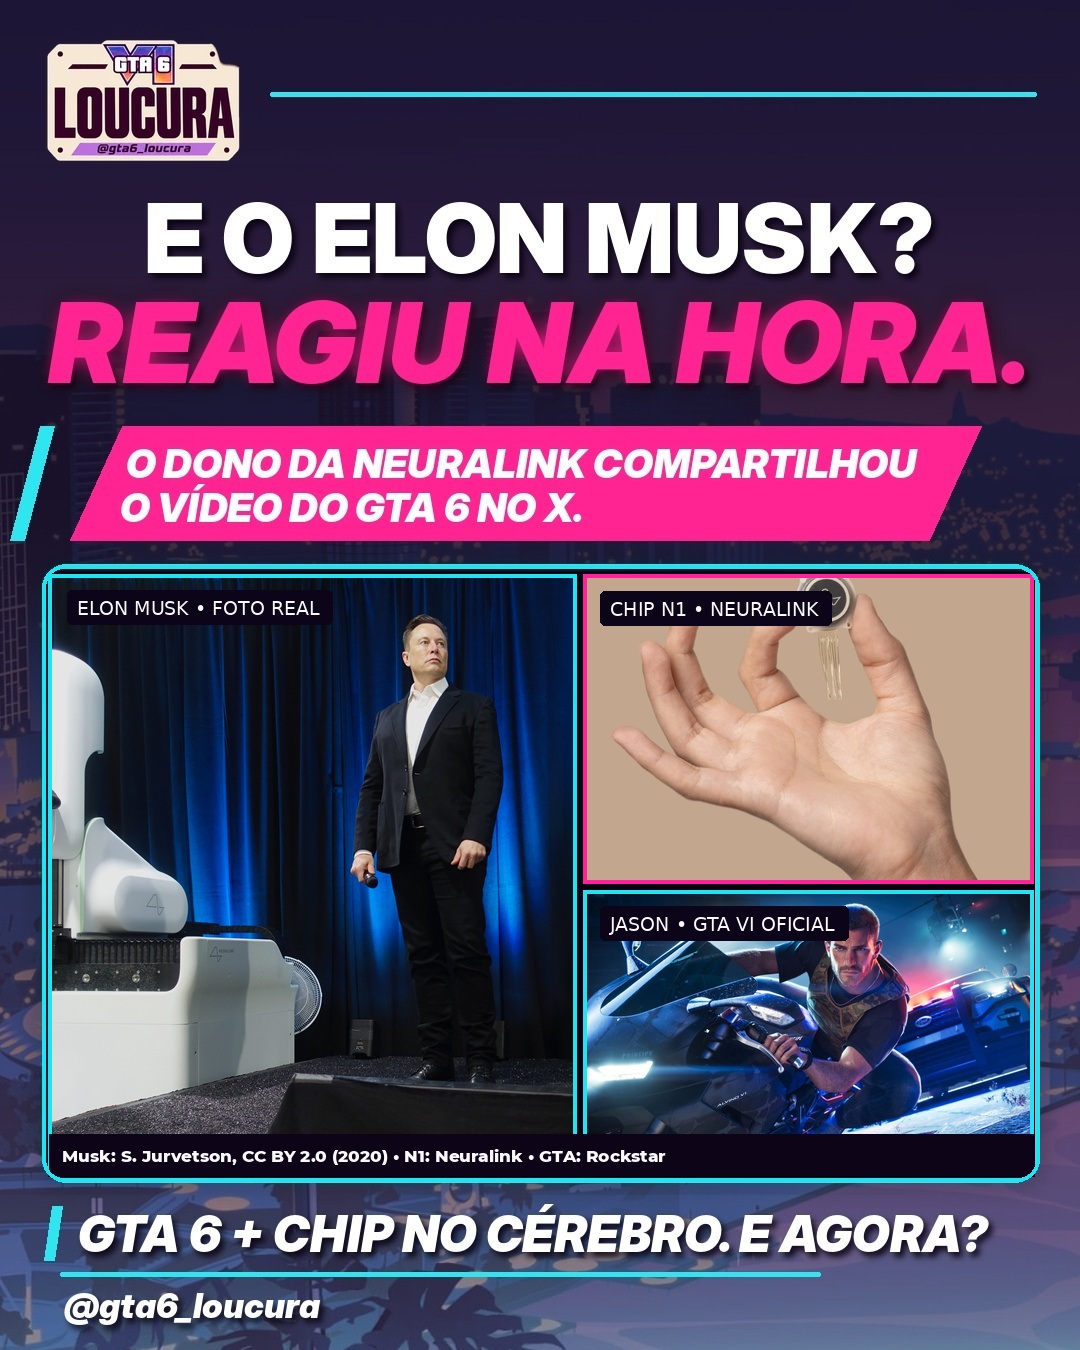 GTA 6
LOUCURA
@gta6_loucura
E O ELON MUSK?
REAGIU NA HORA.
O DONO DA NEURALINK COMPARTILHOU
O VÍDEO DO GTA 6 NO X.
ELON MUSK • FOTO REAL
CHIP N1 • NEURALINK
JASON • GTA VI OFICIAL
Musk: S. Jurvetson, CC BY 2.0 (2020) • N1: Neuralink • GTA: Rockstar
GTA 6 + CHIP NO CÉREBRO. E AGORA?
@gta6_loucura